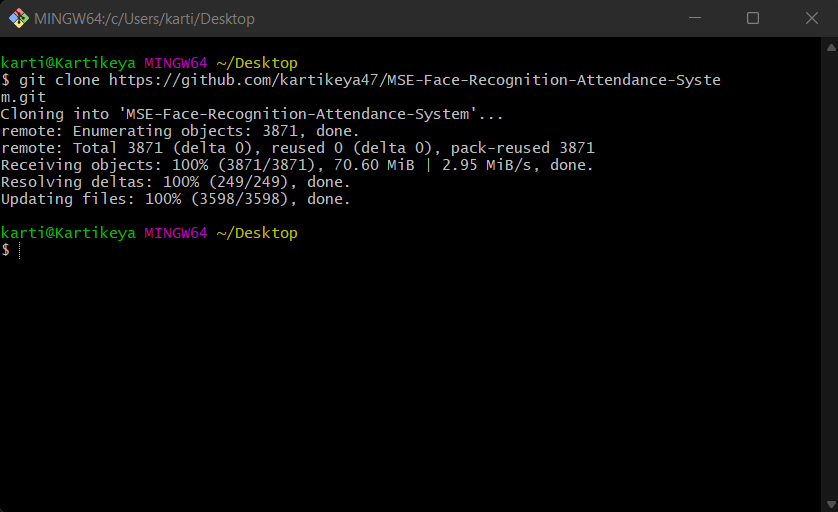 MINGW64:/c/Users/karti/Desktop
karti@Kartikeya MINGW64 ~/Desktop
$ git clone https://github.com/kartikeya47/MSE-Face-Recognition-Attendance-Syste
m.git
Cloning into 'MSE-Face-Recognition-Attendance-System'...
remote: Enumerating objects: 3871, done.
remote: Total 3871 (delta 0), reused 0 (delta 0), pack-reused 3871
Receiving objects: 100% (3871/3871), 70.60 MiB | 2.95 MiB/s, done.
Resolving deltas: 100% (249/249), done.
Updating files: 100% (3598/3598), done.
karti@Kartikeya MINGW64 ~/Desktop
$